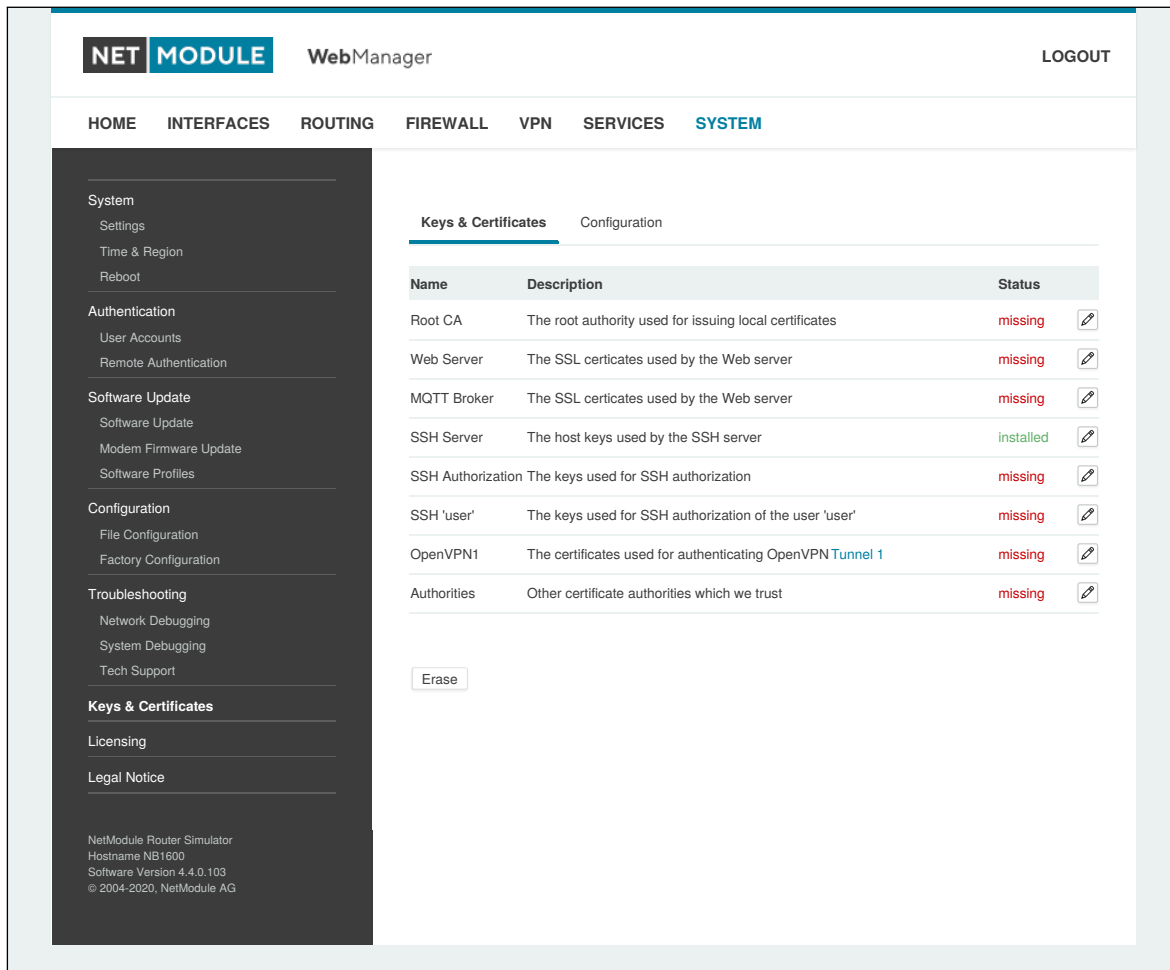 NET MODULE WebManager LOGOUT
HOME INTERFACES ROUTING FIREWALL VPN SERVICES SYSTEM
System
Settings
Time & Region
Reboot
Authentication
User Accounts
Remote Authentication
Software Update
Software Update
Modem Firmware Update
Software Profiles
Configuration
File Configuration
Factory Configuration
Troubleshooting
Network Debugging
System Debugging
Tech Support
Keys & Certificates
Licensing
Legal Notice
NetModule Router Simulator
Hostname NB1600
Software Version 4.4.0.103
© 2004-2020, NetModule AG
Keys & Certificates Configuration
Name Description Status
Root CA The root authority used for issuing local certificates missing
Web Server The SSL certicates used by the Web server missing
MQTT Broker The SSL certicates used by the Web server missing
SSH Server The host keys used by the SSH server installed
SSH Authorization The keys used for SSH authorization missing
SSH 'user' The keys used for SSH authorization of the user 'user' missing
OpenVPN1 The certificates used for authenticating OpenVPN Tunnel 1 missing
Authorities Other certificate authorities which we trust missing
Erase